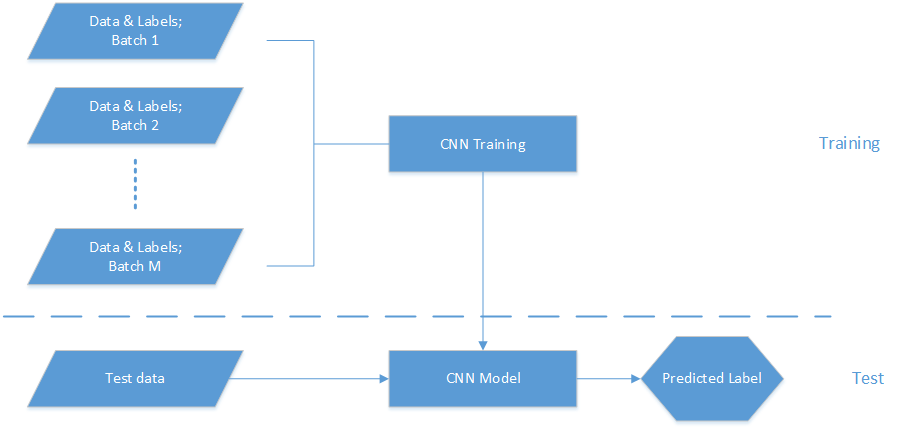 Data & Labels;
Batch 1
Data & Labels;
Batch 2
CNN Training
Training
Data & Labels;
Batch M
Test data
CNN Model
Predicted Label
Test